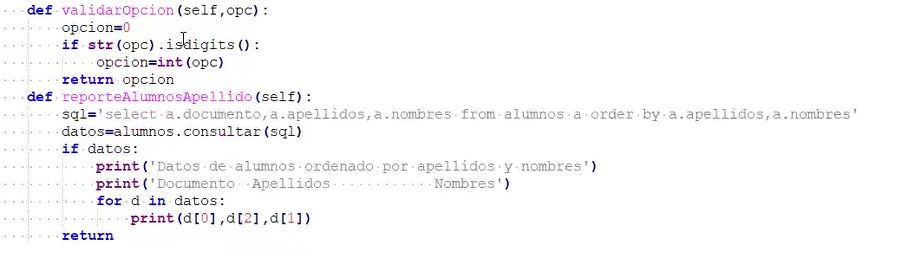 def validarOpcion(self,opc):
opcion=0
if str(opc).isdigits():
opcion=int(opc)
return opcion
def reporteAlumnosApellido(self):
sql='select a.documento,a.apellidos,a.nombres from alumnos a order by a.apellidos,a.nombres'
datos=alumnos.consultar(sql)
if datos:
print('Datos de alumnos ordenado por apellidos y nombres')
print('Documento  Apellidos            Nombres')
for d in datos:
print(d[0],d[2],d[1])
return